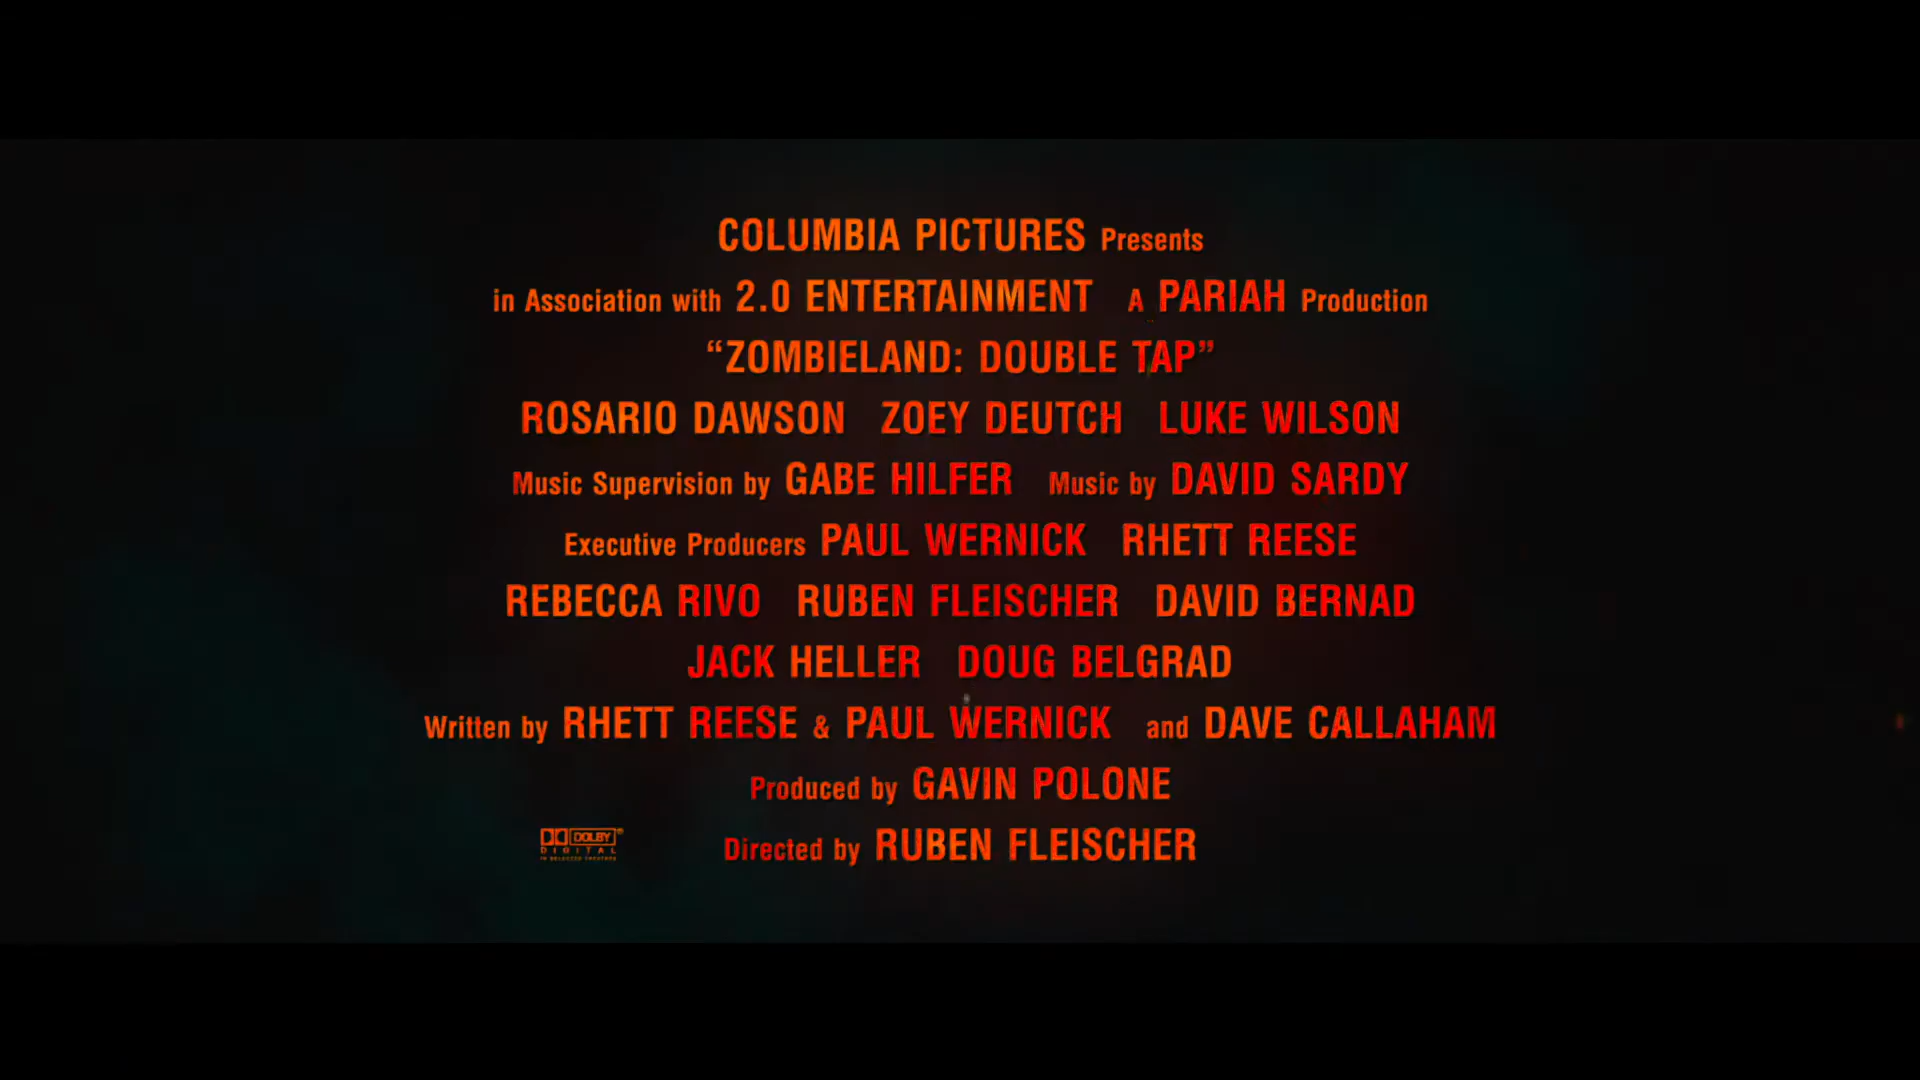 COLUMBIA PICTURES Presents
in Association with 2.0 ENTERTAINMENT A PARIAH Production
“ZOMBIELAND: DOUBLE TAP”
ROSARIO DAWSON ZOEY DEUTCH LUKE WILSON
Music Supervision by GABE HILFER Music by DAVID SARDY
Executive Producers PAUL WERNICK RHETT REESE
REBECCA RIVO RUBEN FLEISCHER DAVID BERNAD
JACK HELLER DOUG BELGRAD
Written by RHETT REESE & PAUL WERNICK and DAVE CALLAHAM
Produced by GAVIN POLONE
Directed by RUBEN FLEISCHER
DOLBY®
DIGITAL
IN SELECTED THEATRES